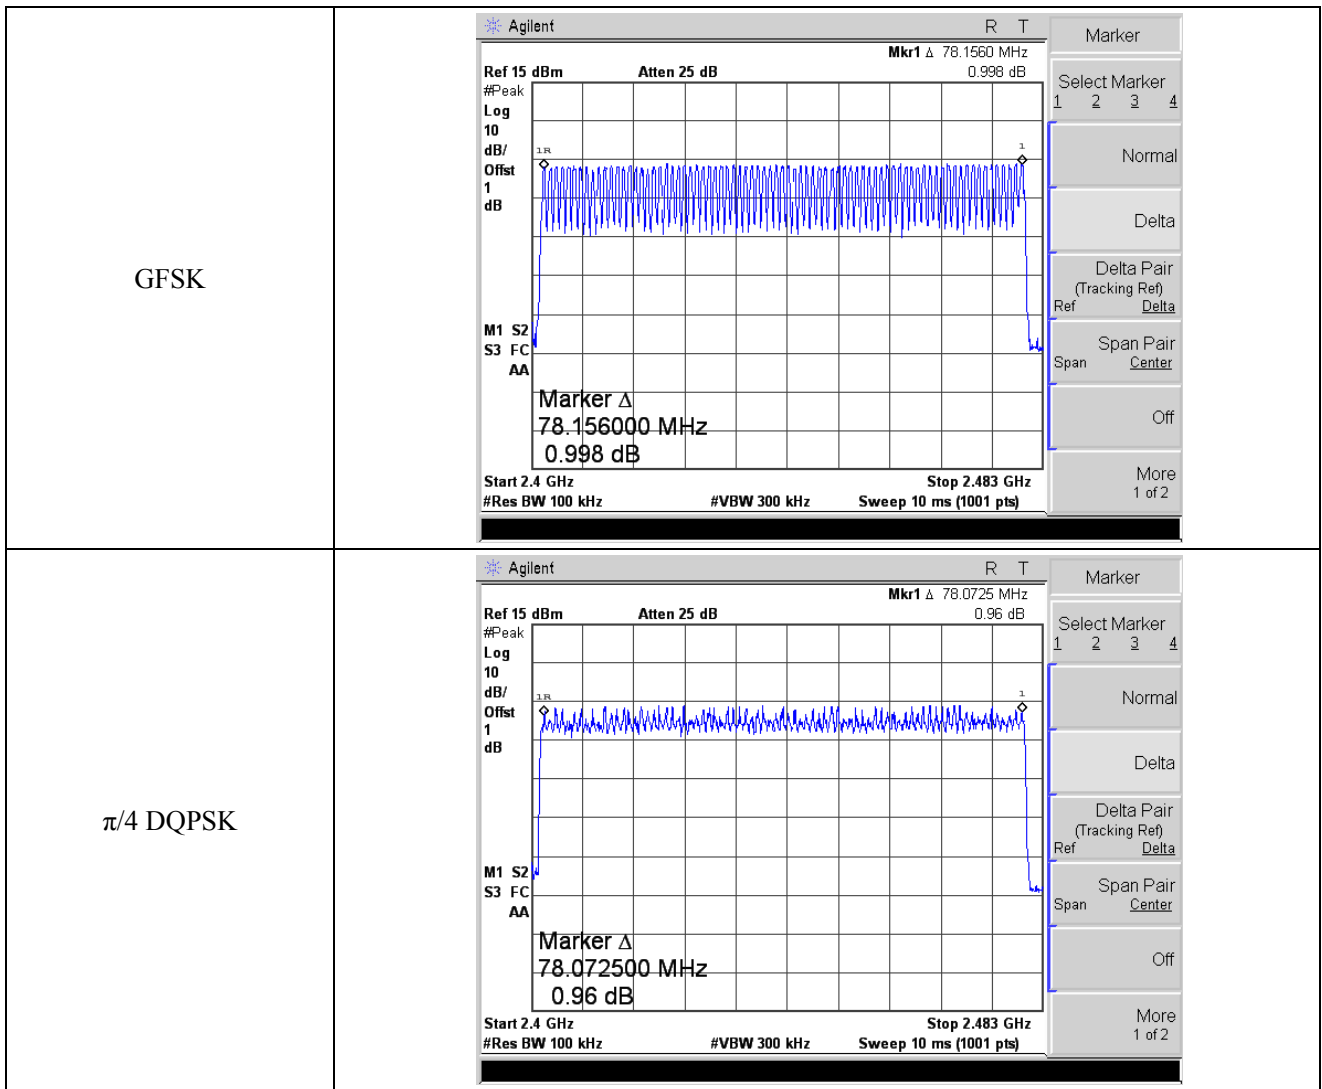 GFSK
Agilent R T
Mkr1 Δ 78.1560 MHz
Ref 15 dBm Atten 25 dB 0.998 dB
#Peak
Log
10
dB/
Offst
1
dB
1R 1
M1 S2
S3 FC
AA
Marker Δ
78.156000 MHz
0.998 dB
Start 2.4 GHz Stop 2.483 GHz
#Res BW 100 kHz #VBW 300 kHz Sweep 10 ms (1001 pts)
Marker
Select Marker
1 2 3 4
Normal
Delta
Delta Pair
(Tracking Ref)
Ref Delta
Span Pair
Span Center
Off
More
1 of 2
π/4 DQPSK
Agilent R T
Mkr1 Δ 78.0725 MHz
Ref 15 dBm Atten 25 dB 0.96 dB
#Peak
Log
10
dB/
Offst
1
dB
1R 1
M1 S2
S3 FC
AA
Marker Δ
78.072500 MHz
0.96 dB
Start 2.4 GHz Stop 2.483 GHz
#Res BW 100 kHz #VBW 300 kHz Sweep 10 ms (1001 pts)
Marker
Select Marker
1 2 3 4
Normal
Delta
Delta Pair
(Tracking Ref)
Ref Delta
Span Pair
Span Center
Off
More
1 of 2